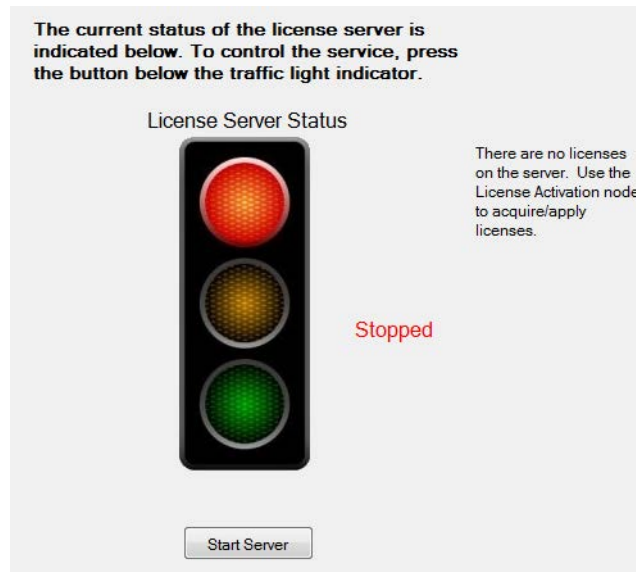 The current status of the license server is
indicated below. To control the service, press
the button below the traffic light indicator.
License Server Status
There are no licenses
on the server. Use the
License Activation node
to acquire/apply
licenses.
Stopped
Start Server